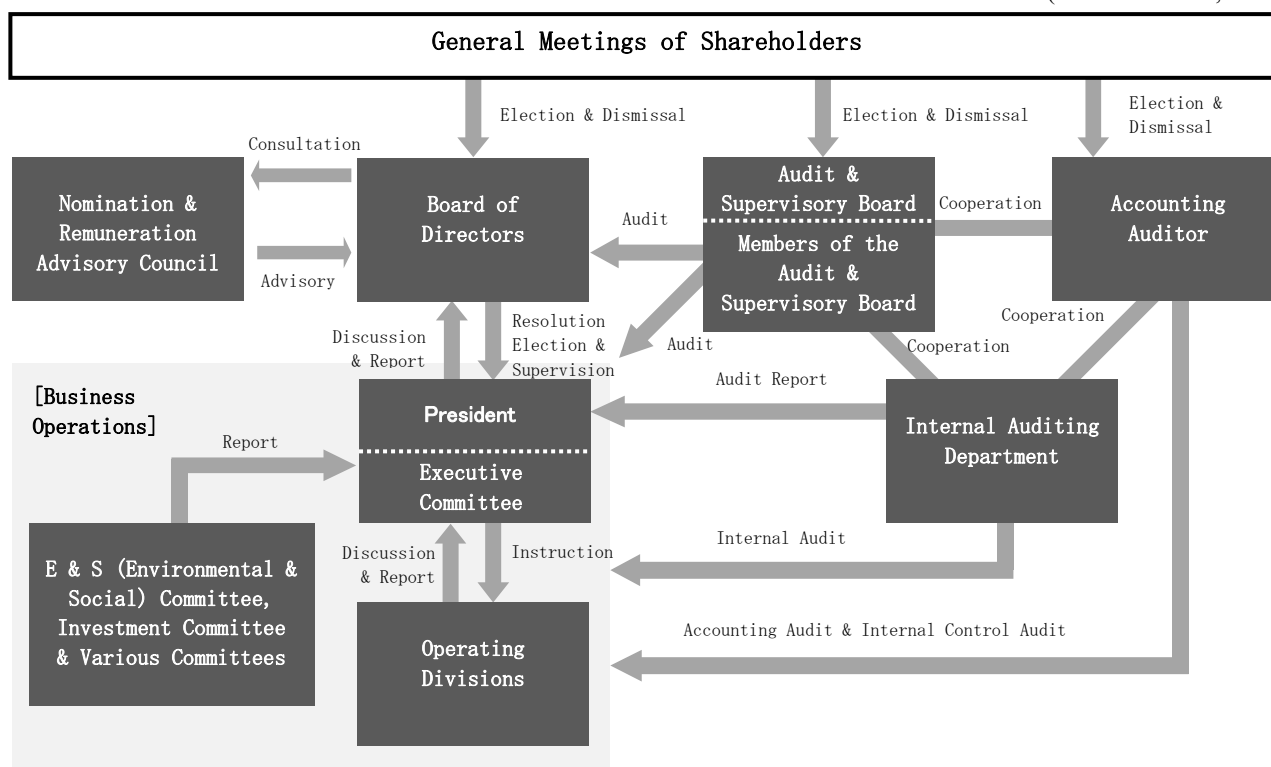 General Meetings of Shareholders
Election & Dismissal
Election & Dismissal
Election &
Dismissal
Consultation
Nomination &
Remuneration
Advisory Council
Advisory
Board of
Directors
Audit
Audit &
Supervisory Board
Members of the
Audit &
Supervisory Board
Cooperation
Accounting
Auditor
Discussion
& Report
Resolution
Election &
Supervision
Audit
Cooperation
Cooperation
[Business
Operations]
Audit Report
President
Executive
Committee
Internal Auditing
Department
Report
E & S (Environmental &
Social) Committee,
Investment Committee
& Various Committees
Discussion
& Report
Instruction
Internal Audit
Operating
Divisions
Accounting Audit & Internal Control Audit